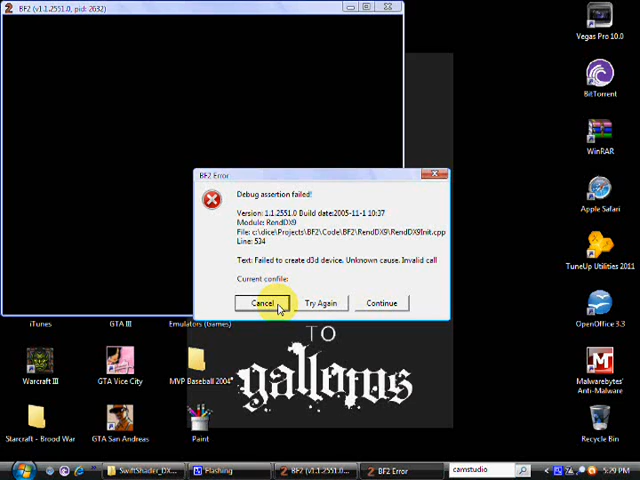 BF2 (v1.1.2551.0, pid: 2632)
Vegas Pro 10.0
BitTorrent
WinRAR
Apple Safari
TuneUp Utilities 2011
OpenOffice 3.3
Malwarebytes'
Anti-Malware
Recycle Bin
BF2 Error
Debug assertion failed!
Version: 1.1.2551.0 Build date:2005-11-1 10:37
Module: RendDX9
File: c:\dice\Projects\BF2\Code\BF2\RendDX9\RendDX9Init.cpp
Line: 534
Text: Failed to create d3d device. Unknown cause. Invalid call
Current confile:
Cancel
Try Again
Continue
iTunes
GTA III
Emulators (Games)
TO
gallows
Warcraft III
GTA Vice City
MVP Baseball 2004"
Starcraft - Brood War
GTA San Andreas
Paint
SwiftShader_DX...
Flashing
BF2 (v1.1.2551.0...
BF2 Error
camstudio
5:29 PM